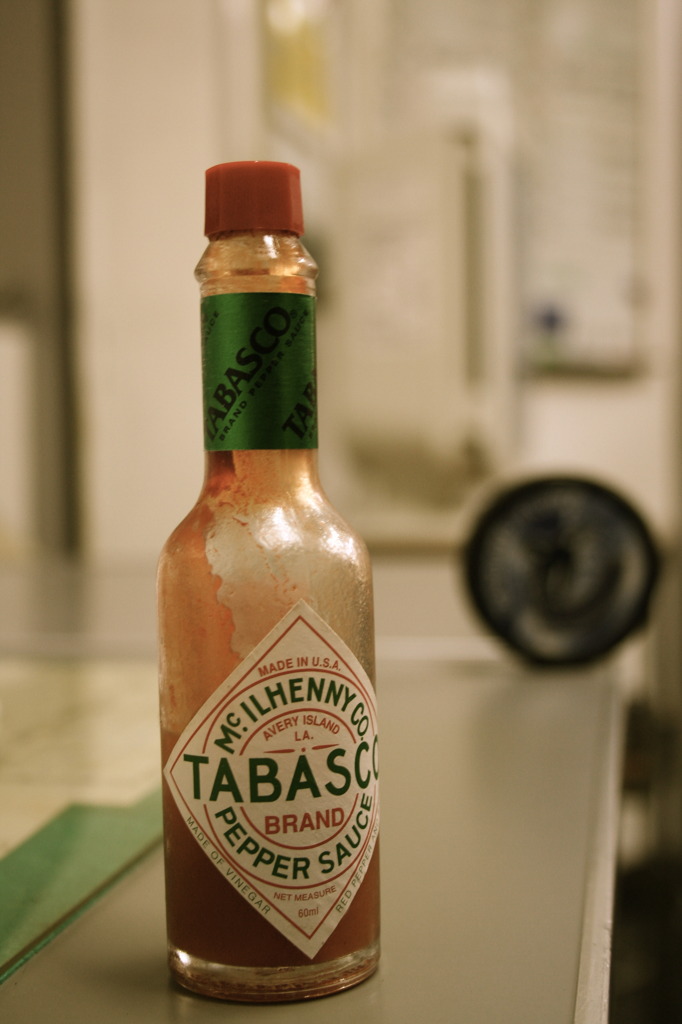 TABASCO®
BRAND PEPPER SAUCE
TAB
MADE IN U.S.A.
McILHENNY CO.
AVERY ISLAND
LA.
TABASCO
BRAND
PEPPER SAUCE
MADE OF VINEGAR
RED PEPPER
NET MEASURE
60ml